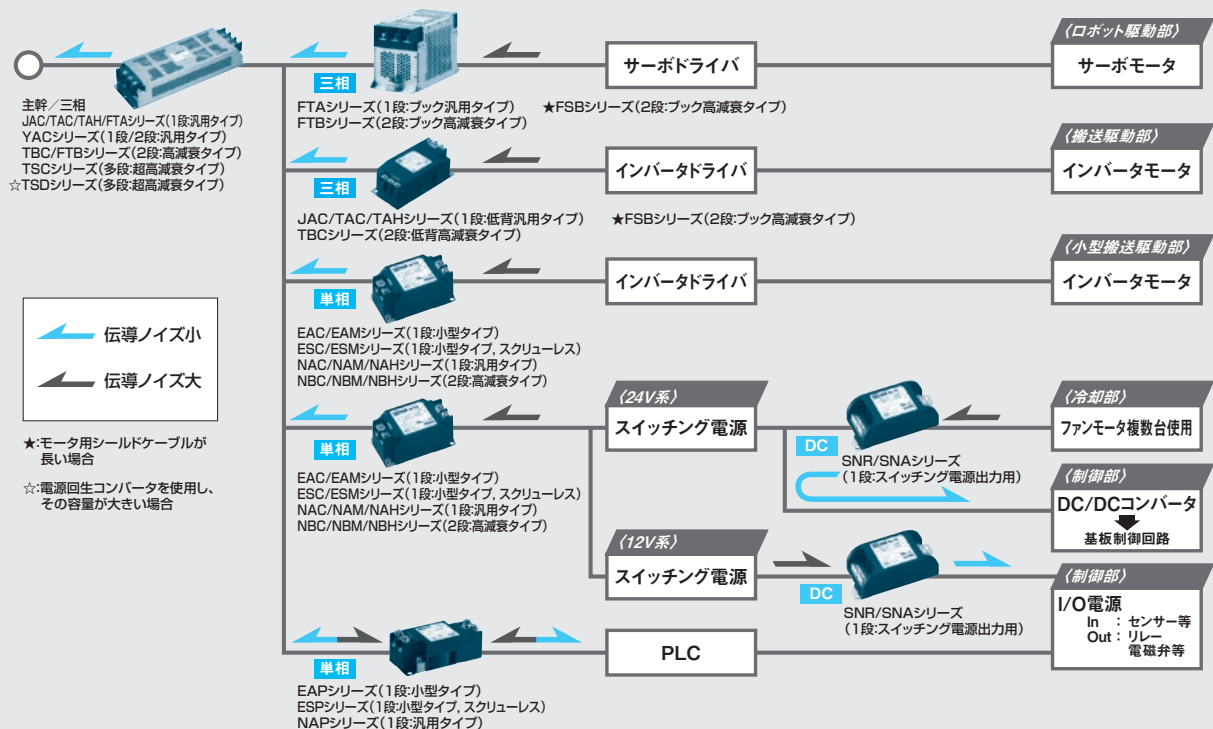 主幹／三相
JAC/TAC/TAH/FTAシリーズ(1段:汎用タイプ)
YACシリーズ(1段/2段:汎用タイプ)
TBC/FTBシリーズ(2段:高減衰タイプ)
TSCシリーズ(多段:超高減衰タイプ)
☆TSDシリーズ(多段:超高減衰タイプ)
伝導ノイズ小
伝導ノイズ大
★:モータ用シールドケーブルが
長い場合
☆:電源回生コンバータを使用し、
その容量が大きい場合
三相
FTAシリーズ(1段:ブック汎用タイプ) ★FSBシリーズ(2段:ブック高減衰タイプ)
FTBシリーズ(2段:ブック高減衰タイプ)
サーボドライバ
〈ロボット駆動部〉
サーボモータ
三相
JAC/TAC/TAHシリーズ(1段:低背汎用タイプ) ★FSBシリーズ(2段:ブック高減衰タイプ)
TBCシリーズ(2段:低背高減衰タイプ)
インバータドライバ
〈搬送駆動部〉
インバータモータ
単相
EAC/EAMシリーズ(1段:小型タイプ)
ESC/ESMシリーズ(1段:小型タイプ, スクリューレス)
NAC/NAM/NAHシリーズ(1段:汎用タイプ)
NBC/NBM/NBHシリーズ(2段:高減衰タイプ)
インバータドライバ
〈小型搬送駆動部〉
インバータモータ
単相
EAC/EAMシリーズ(1段:小型タイプ)
ESC/ESMシリーズ(1段:小型タイプ, スクリューレス)
NAC/NAM/NAHシリーズ(1段:汎用タイプ)
NBC/NBM/NBHシリーズ(2段:高減衰タイプ)
〈24V系〉
スイッチング電源
DC
SNR/SNAシリーズ
(1段:スイッチング電源出力用)
〈冷却部〉
ファンモータ複数台使用
〈制御部〉
DC/DCコンバータ
基板制御回路
〈12V系〉
スイッチング電源
DC
SNR/SNAシリーズ
(1段:スイッチング電源出力用)
〈制御部〉
I/O電源
In ：センサー等
Out：リレー
電磁弁等
単相
EAPシリーズ(1段:小型タイプ)
ESPシリーズ(1段:小型タイプ, スクリューレス)
NAPシリーズ(1段:汎用タイプ)
PLC